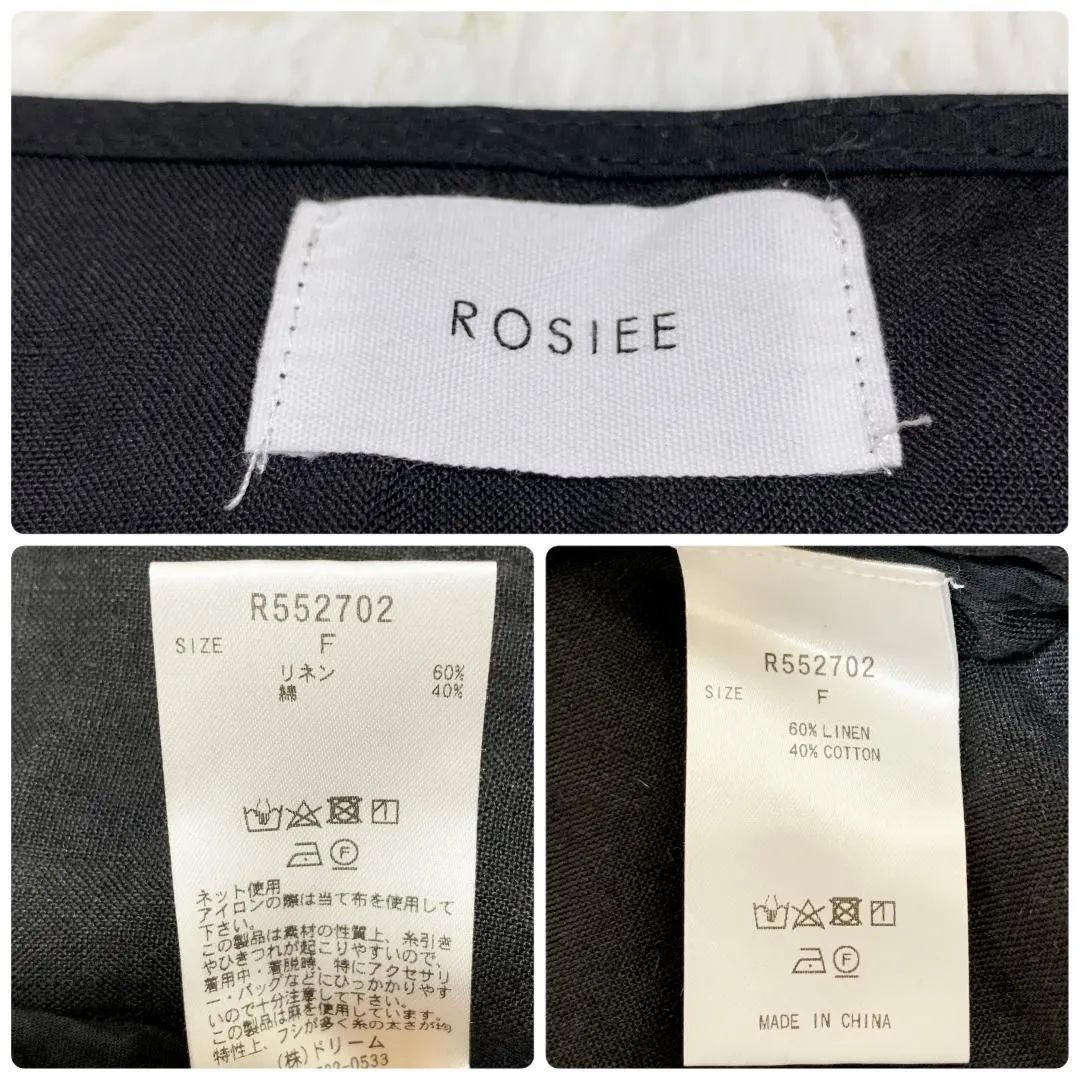 ROSIEE
R552702
SIZE F
リネン 60%
綿 40%
F
ネット使用
アイロンの際は当て布を使用して
下さい。
この製品は素材の性質上、糸引き
やひきつれが起こりやすいので、
着用中・着脱時、特にアクセサリ
ー・バックなどにひっかかりやす
いので十分注意して下さい。
この製品は麻を使用しています。
特性上、フシが多く糸の太さが均
(株)ドリーム
-0533
R552702
SIZE F
60% LINEN
40% COTTON
F
MADE IN CHINA